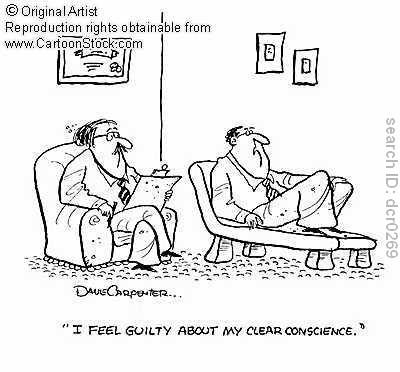 © Original Artist
Reproduction rights obtainable from
www.CartoonStock.com
search ID: dcr0269
DAVE CARPENTER...
"I FEEL GUILTY ABOUT MY CLEAR CONSCIENCE."